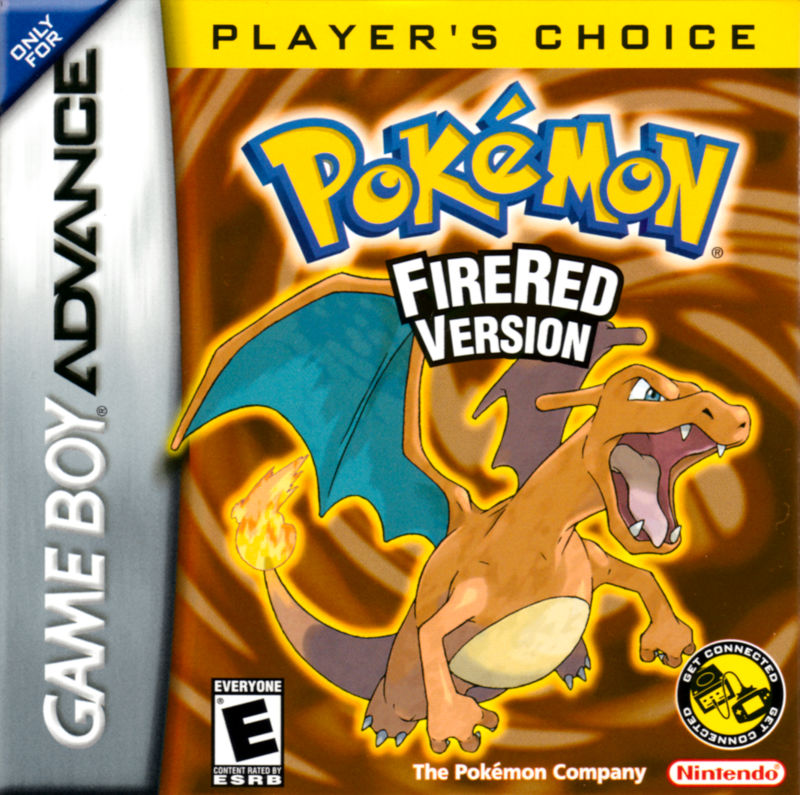 ONLY
FOR
GAME BOY ADVANCE®
PLAYER'S CHOICE
POKéMON®
FIRERED
VERSION
EVERYONE
®
E
CONTENT RATED BY
ESRB
GET CONNECTED
GET CONNECTED
The Pokémon Company
Nintendo®